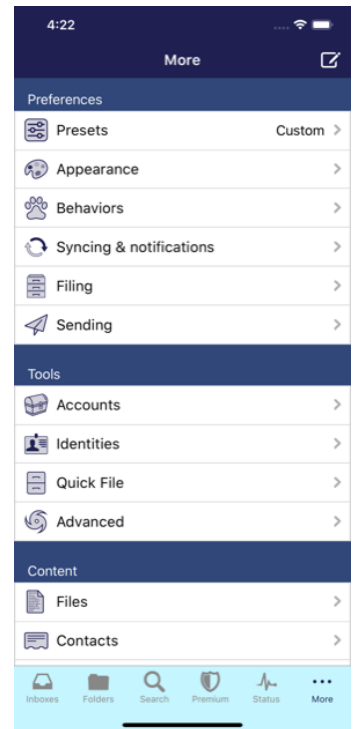 4:22
More
Preferences
Presets Custom
Appearance
Behaviors
Syncing & notifications
Filing
Sending
Tools
Accounts
Identities
Quick File
Advanced
Content
Files
Contacts
Inboxes Folders Search Premium Status More